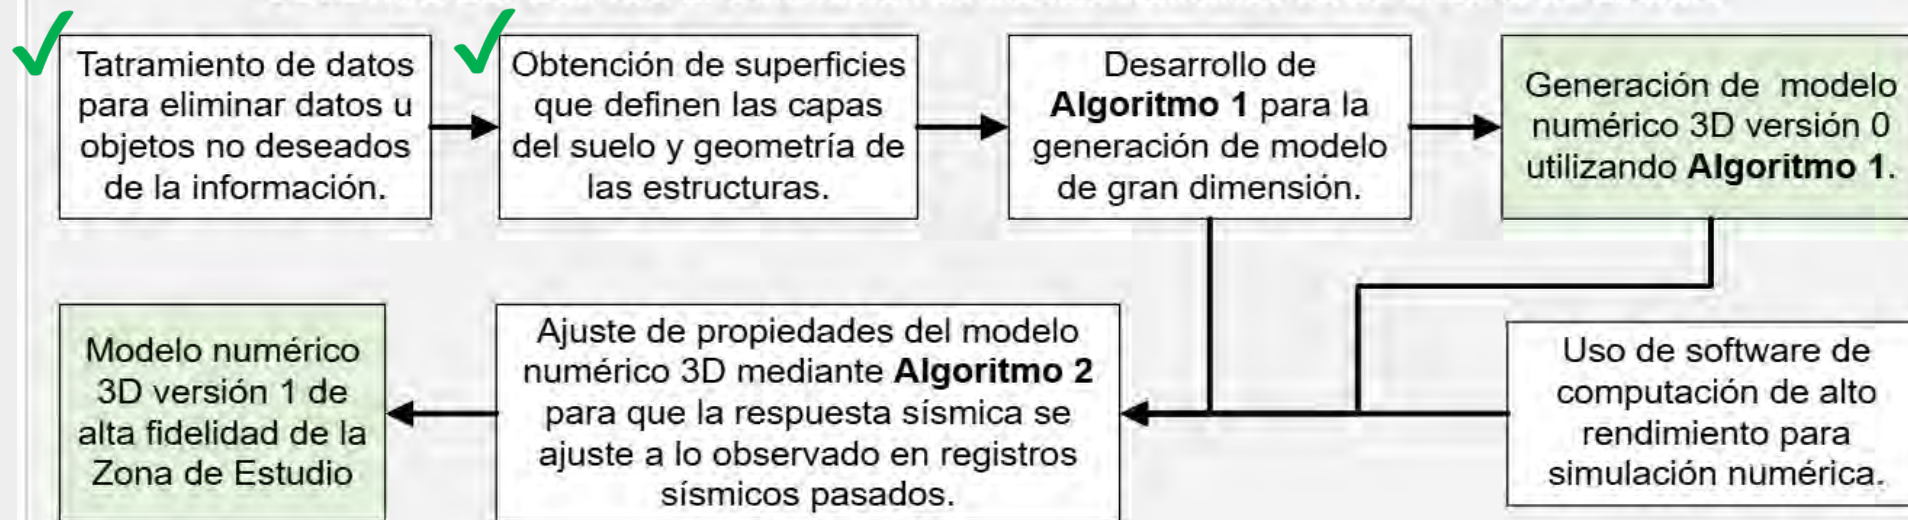 Tatramiento de datos
para eliminar datos u
objetos no deseados
de la información.
Obtención de superficies
que definen las capas
del suelo y geometría de
las estructuras.
Desarrollo de
Algoritmo 1 para la
generación de modelo
de gran dimensión.
Generación de modelo
numérico 3D versión 0
utilizando Algoritmo 1.
Modelo numérico
3D versión 1 de
alta fidelidad de la
Zona de Estudio
Ajuste de propiedades del modelo
numérico 3D mediante Algoritmo 2
para que la respuesta sísmica se
ajuste a lo observado en registros
sísmicos pasados.
Uso de software de
computación de alto
rendimiento para
simulación numérica.